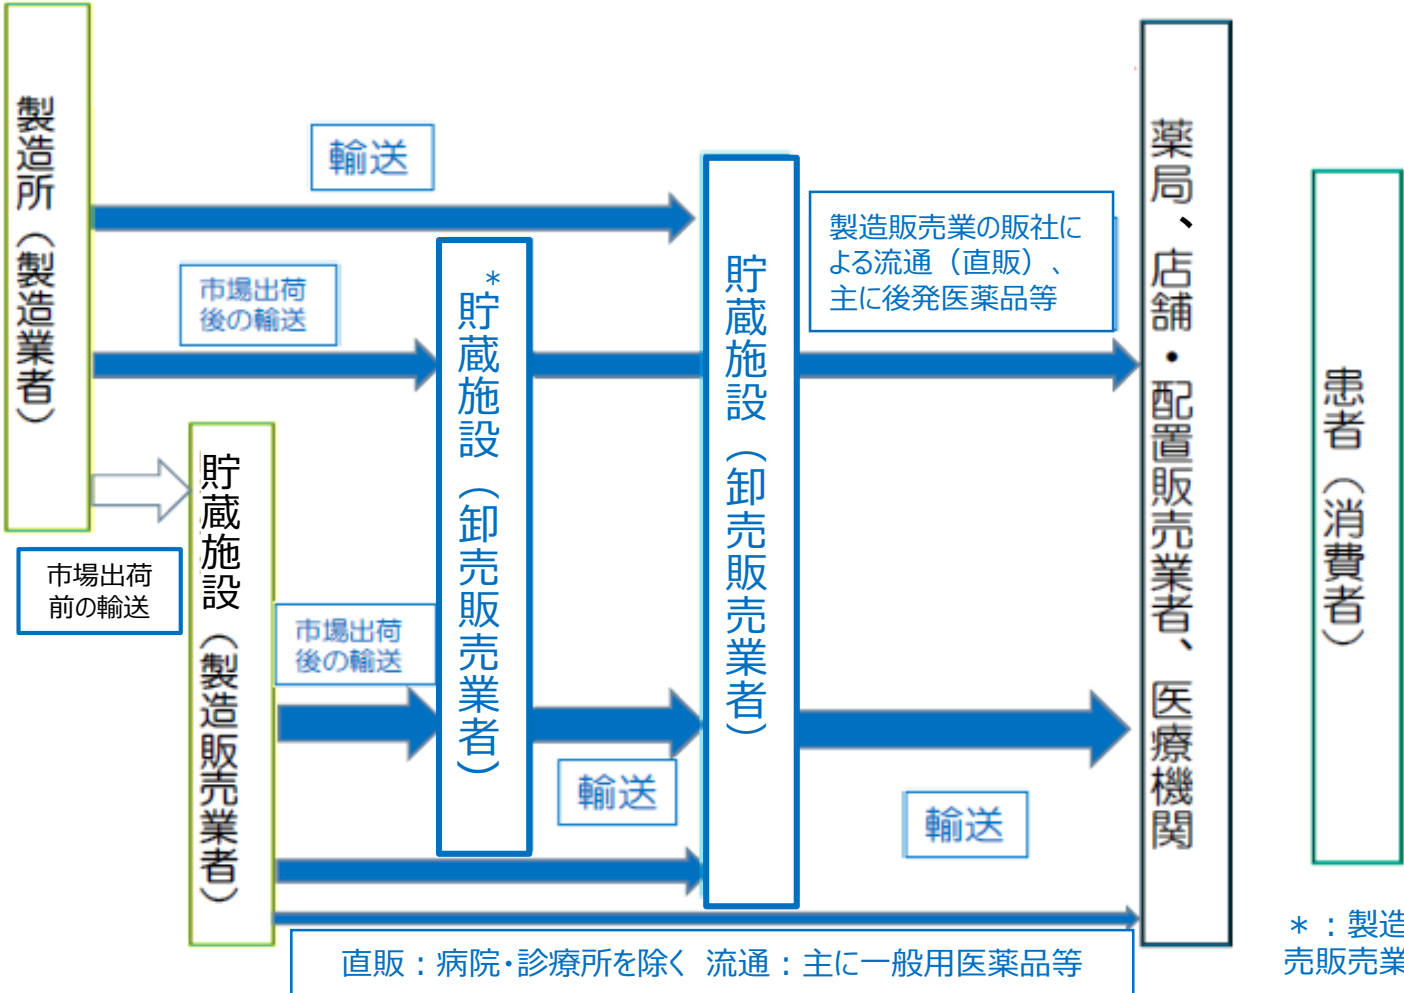 製造所（製造業者）
輸送
市場出荷
後の輸送
市場出荷
前の輸送
貯蔵施設（製造販売業者）
市場出荷
後の輸送
*貯蔵施設（卸売販売業者）
輸送
貯蔵施設（卸売販売業者）
製造販売業の販社に
よる流通（直販）、
主に後発医薬品等
輸送
直販：病院・診療所を除く 流通：主に一般用医薬品等
薬局、店舗・配置販売業者、医療機関
患者（消費者）
*：製造
売販売業